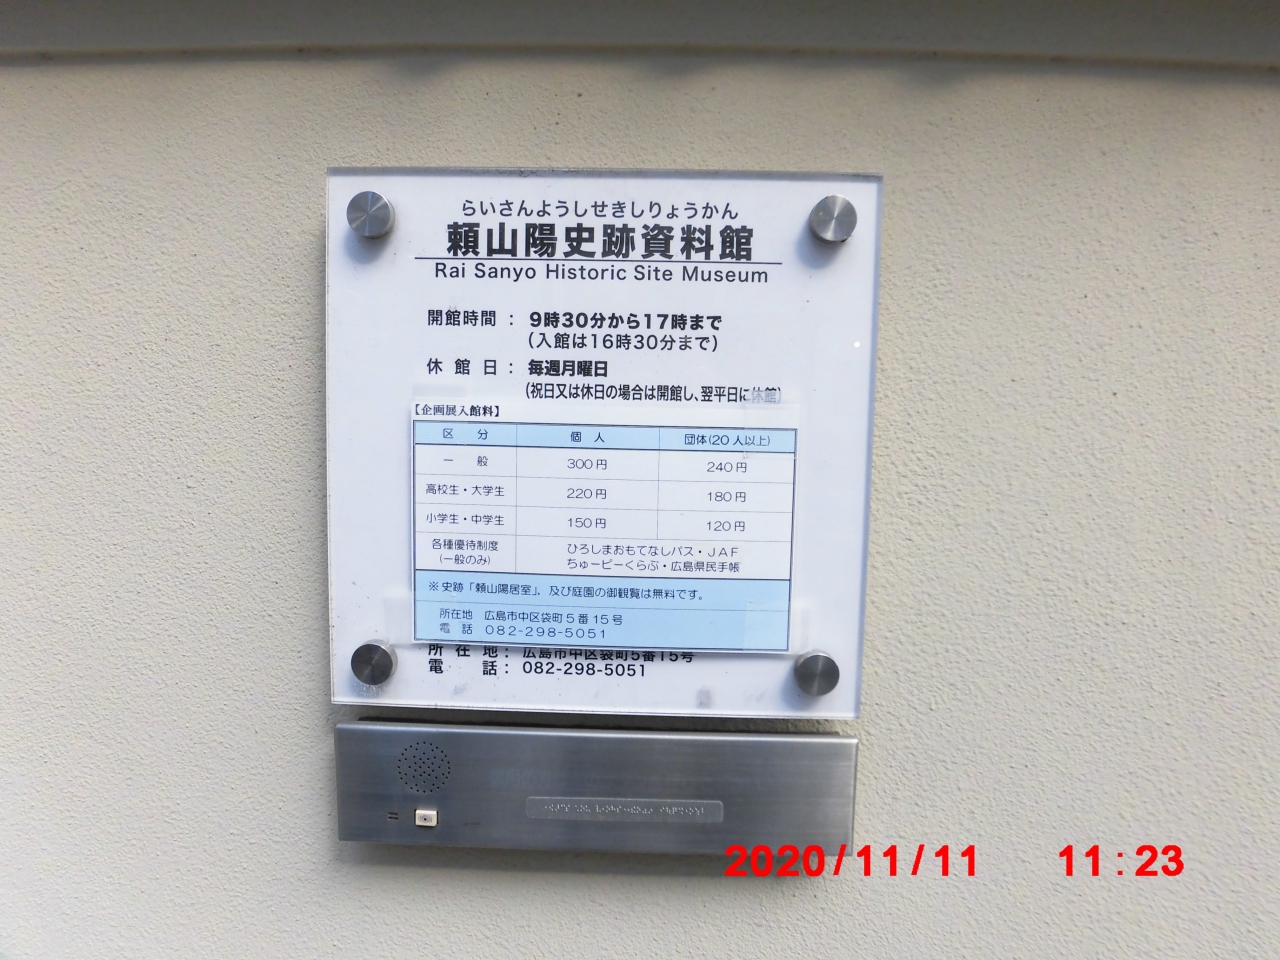 らいさんようしせきしりょうかん
頼山陽史跡資料館
Rai Sanyo Historic Site Museum
開館時間 : 9時30分から17時まで
(入館は16時30分まで)
休館日 : 毎週月曜日
(祝日又は休日の場合は開館し、翌平日に休館)
【企画展入館料】
区 分 個 人 団体(20人以上)
一 般 300円 240円
高校生・大学生 220円 180円
小学生・中学生 150円 120円
各種優待制度
(一般のみ)
ひろしまおもてなしパス・JAF
ちゅーピーくらぶ・広島県民手帳
※史跡「頼山陽居室」、及び庭園の御観覧は無料です。
所在地 広島市中区袋町5番15号
電 話 082-298-5051
所在地: 広島市中区袋町5番15号
電 話: 082-298-5051
2020/11/11 11:23